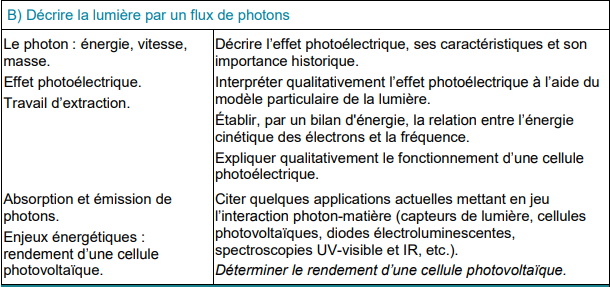 B) Décrire la lumière par un flux de photons
Le photon : énergie, vitesse,
masse.
Effet photoélectrique.
Travail d’extraction.
Décrire l’effet photoélectrique, ses caractéristiques et son
importance historique.
Interpréter qualitativement l’effet photoélectrique à l’aide du
modèle particulaire de la lumière.
Établir, par un bilan d'énergie, la relation entre l’énergie
cinétique des électrons et la fréquence.
Expliquer qualitativement le fonctionnement d’une cellule
photoélectrique.
Absorption et émission de
photons.
Enjeux énergétiques :
rendement d’une cellule
photovoltaïque.
Citer quelques applications actuelles mettant en jeu
l’interaction photon-matière (capteurs de lumière, cellules
photovoltaïques, diodes électroluminescentes,
spectroscopies UV-visible et IR, etc.).
Déterminer le rendement d’une cellule photovoltaïque.